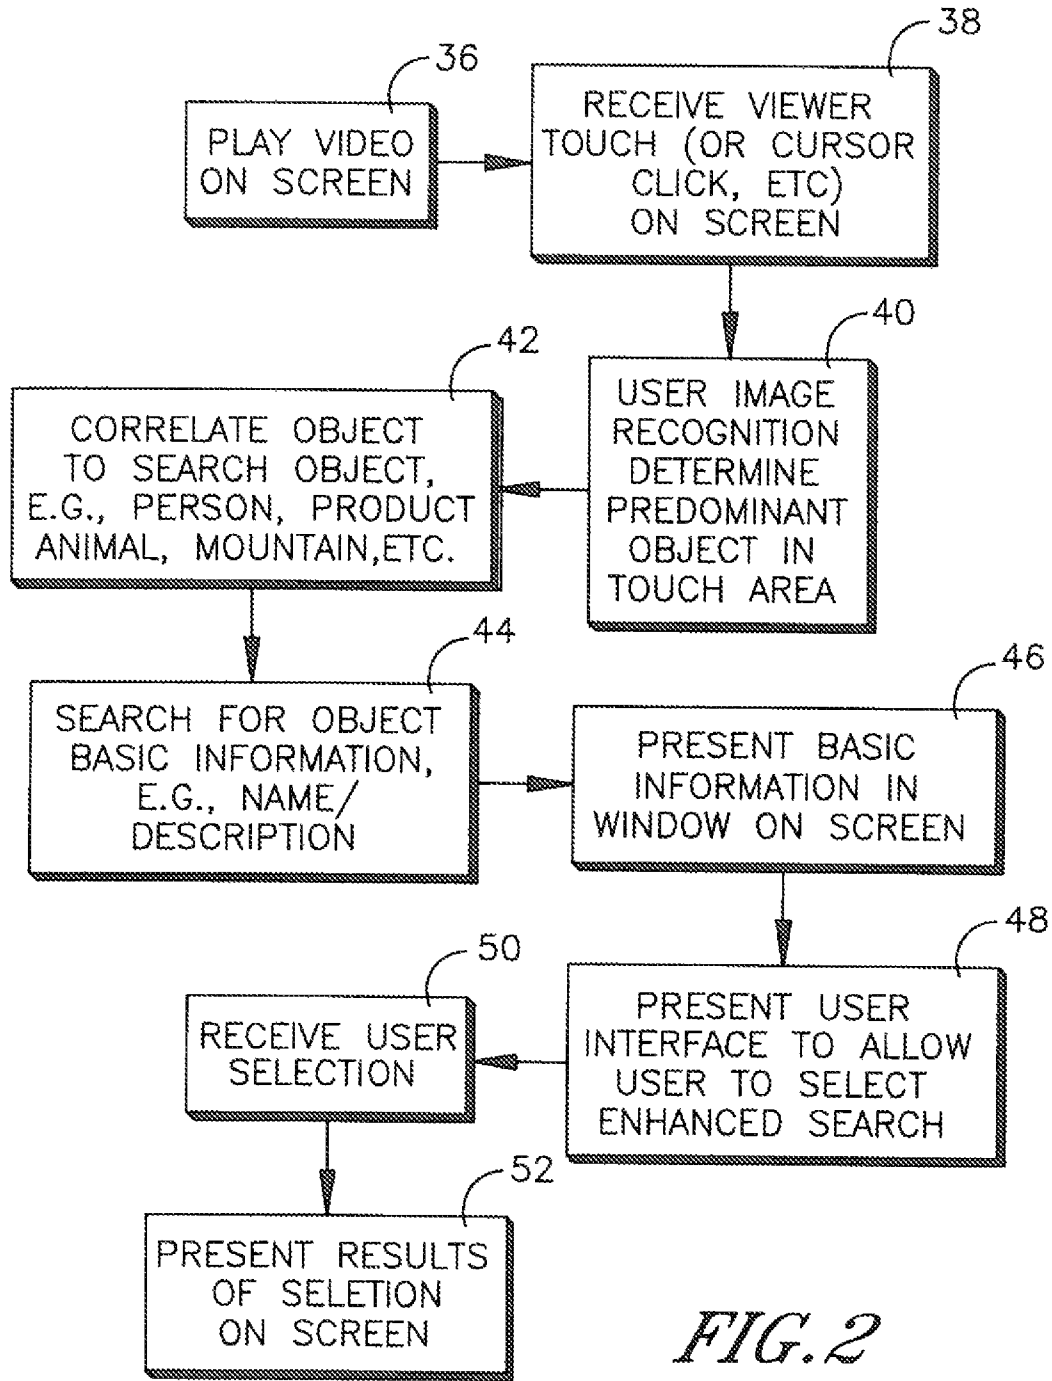 36
PLAY VIDEO
ON SCREEN
38
RECEIVE VIEWER
TOUCH (OR CURSOR
CLICK, ETC)
ON SCREEN
40
USER IMAGE
RECOGNITION
DETERMINE
PREDOMINANT
OBJECT IN
TOUCH AREA
42
CORRELATE OBJECT
TO SEARCH OBJECT,
E.G., PERSON, PRODUCT
ANIMAL, MOUNTAIN,ETC.
44
SEARCH FOR OBJECT
BASIC INFORMATION,
E.G., NAME/
DESCRIPTION
46
PRESENT BASIC
INFORMATION IN
WINDOW ON SCREEN
48
PRESENT USER
INTERFACE TO ALLOW
USER TO SELECT
ENHANCED SEARCH
50
RECEIVE USER
SELECTION
52
PRESENT RESULTS
OF SELETION
ON SCREEN
FIG. 2